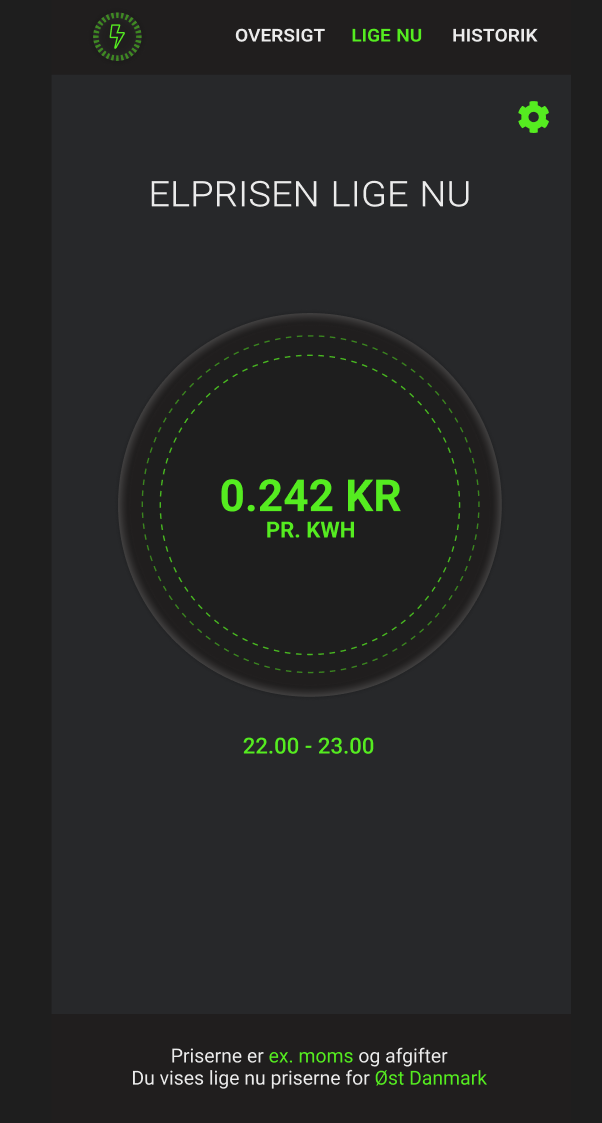 OVERSIGT LIGE NU HISTORIK
ELPRISEN LIGE NU
0.242 KR
PR. KWH
22.00 - 23.00
Priserne er ex. moms og afgifter
Du vises lige nu priserne for Øst Danmark